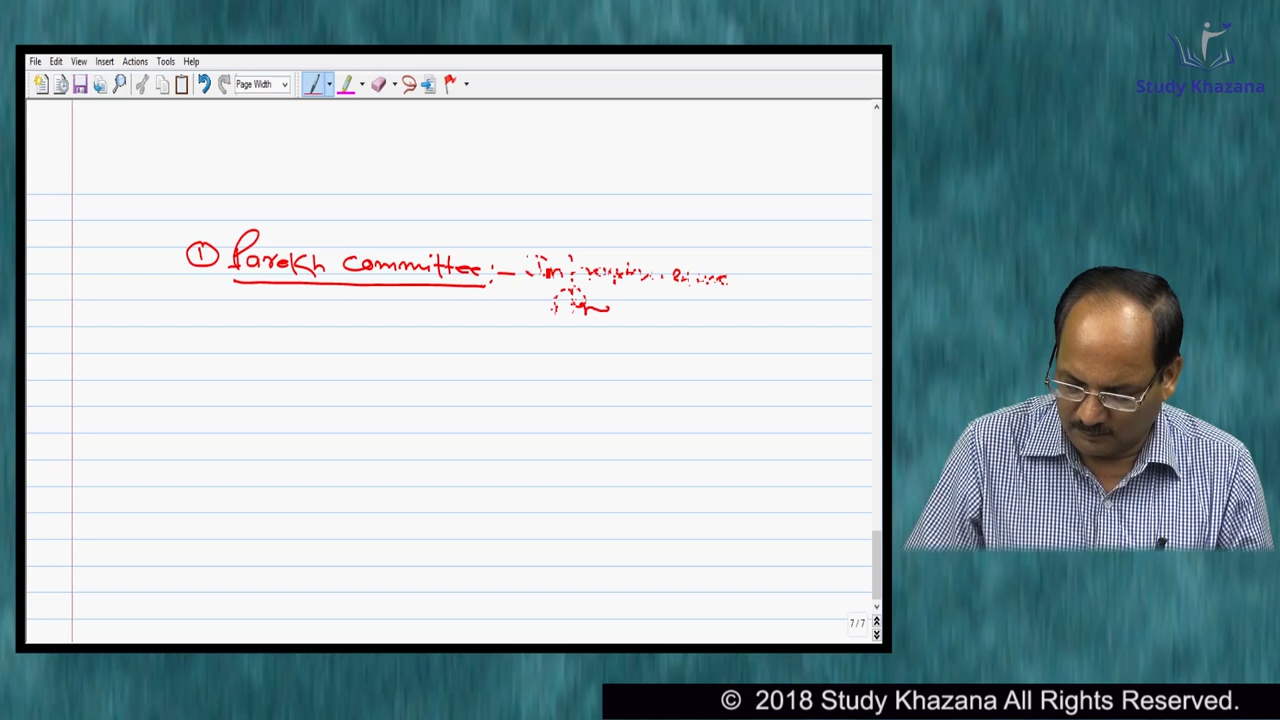 Study Khazana
File Edit View Insert Actions Tools Help
Page Width
① Parekh committee :-
7/7
© 2018 Study Khazana All Rights Reserved.